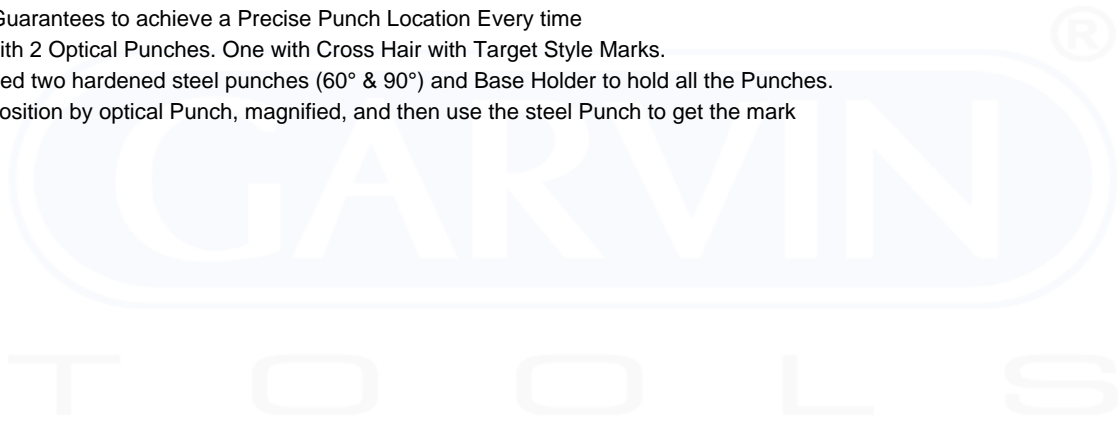 Guarantees to achieve a Precise Punch Location Every time
ith 2 Optical Punches. One with Cross Hair with Target Style Marks.
ed two hardened steel punches (60° & 90°) and Base Holder to hold all the Punches.
osition by optical Punch, magnified, and then use the steel Punch to get the mark
GARVIN ®
TOOLS